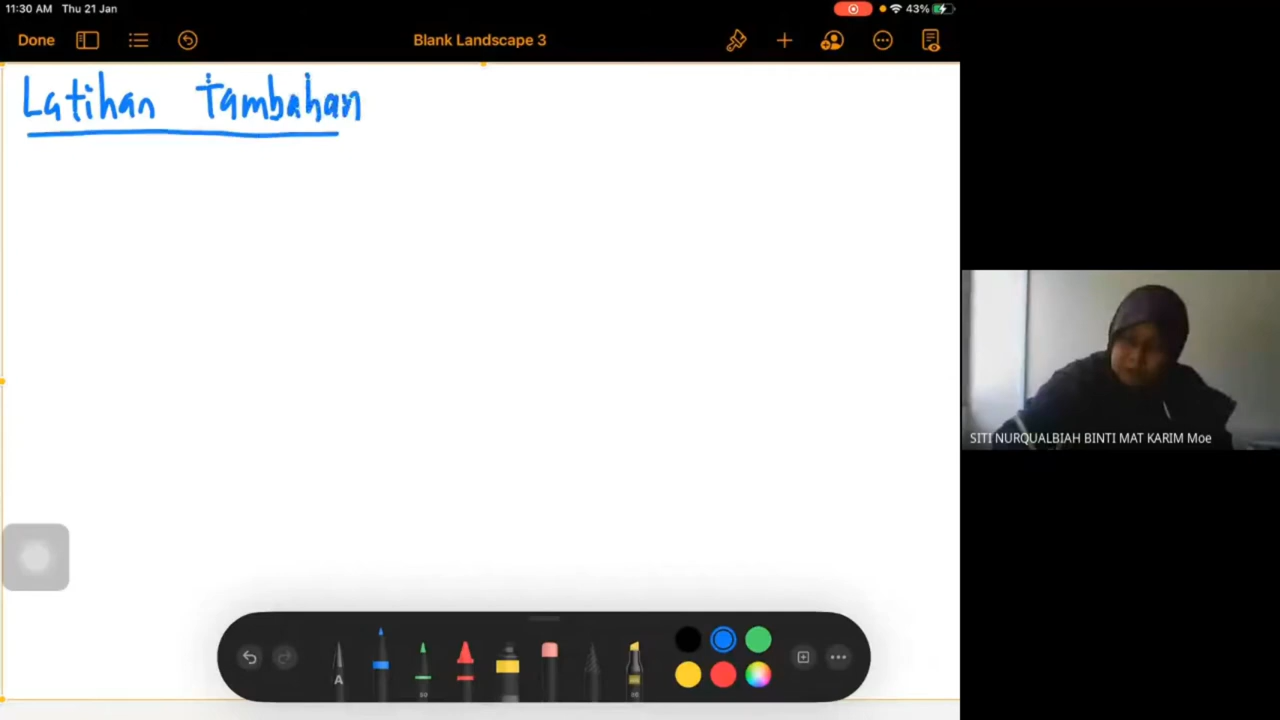 11:30 AM Thu 21 Jan
43%
Done
Blank Landscape 3
Latihan Tambahan
SITI NURQUALBIAH BINTI MAT KARIM Moe
A